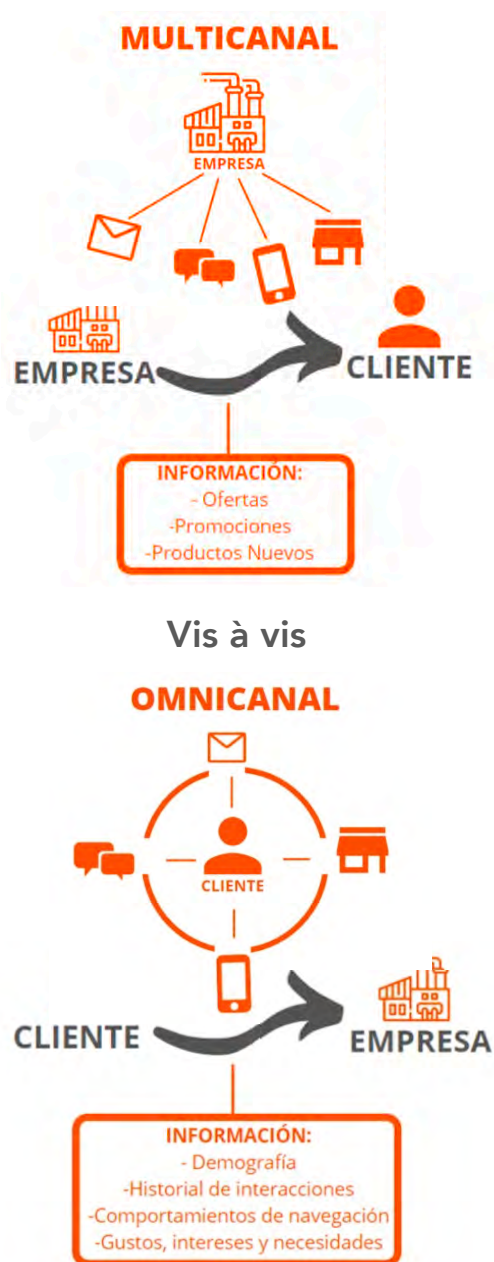 MULTICANAL
EMPRESA
EMPRESA
CLIENTE
INFORMACIÓN:
- Ofertas
-Promociones
-Productos Nuevos
Vis à vis
OMNICANAL
CLIENTE
CLIENTE
EMPRESA
INFORMACIÓN:
- Demografía
-Historial de interacciones
-Comportamientos de navegación
-Gustos, intereses y necesidades